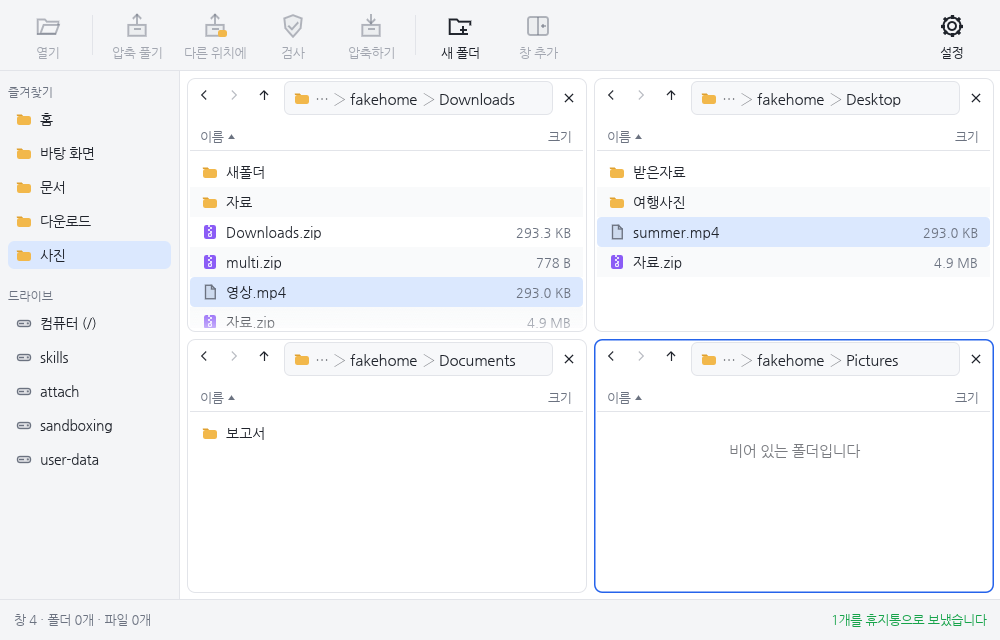 열기
압축 풀기
다른 위치에
검사
압축하기
새 폴더
창 추가
설정
즐겨찾기
홈
바탕 화면
문서
다운로드
사진
드라이브
컴퓨터 (/)
skills
attach
sandboxing
user-data
··· > fakehome > Downloads
이름 크기
새폴더
자료
Downloads.zip 293.3 KB
multi.zip 778 B
영상.mp4 293.0 KB
자료.zip 4.9 MB
··· > fakehome > Desktop
이름 크기
받은자료
여행사진
summer.mp4 293.0 KB
자료.zip 4.9 MB
··· > fakehome > Documents
이름 크기
보고서
··· > fakehome > Pictures
이름 크기
비어 있는 폴더입니다
창 4 · 폴더 0개 · 파일 0개
1개를 휴지통으로 보냈습니다